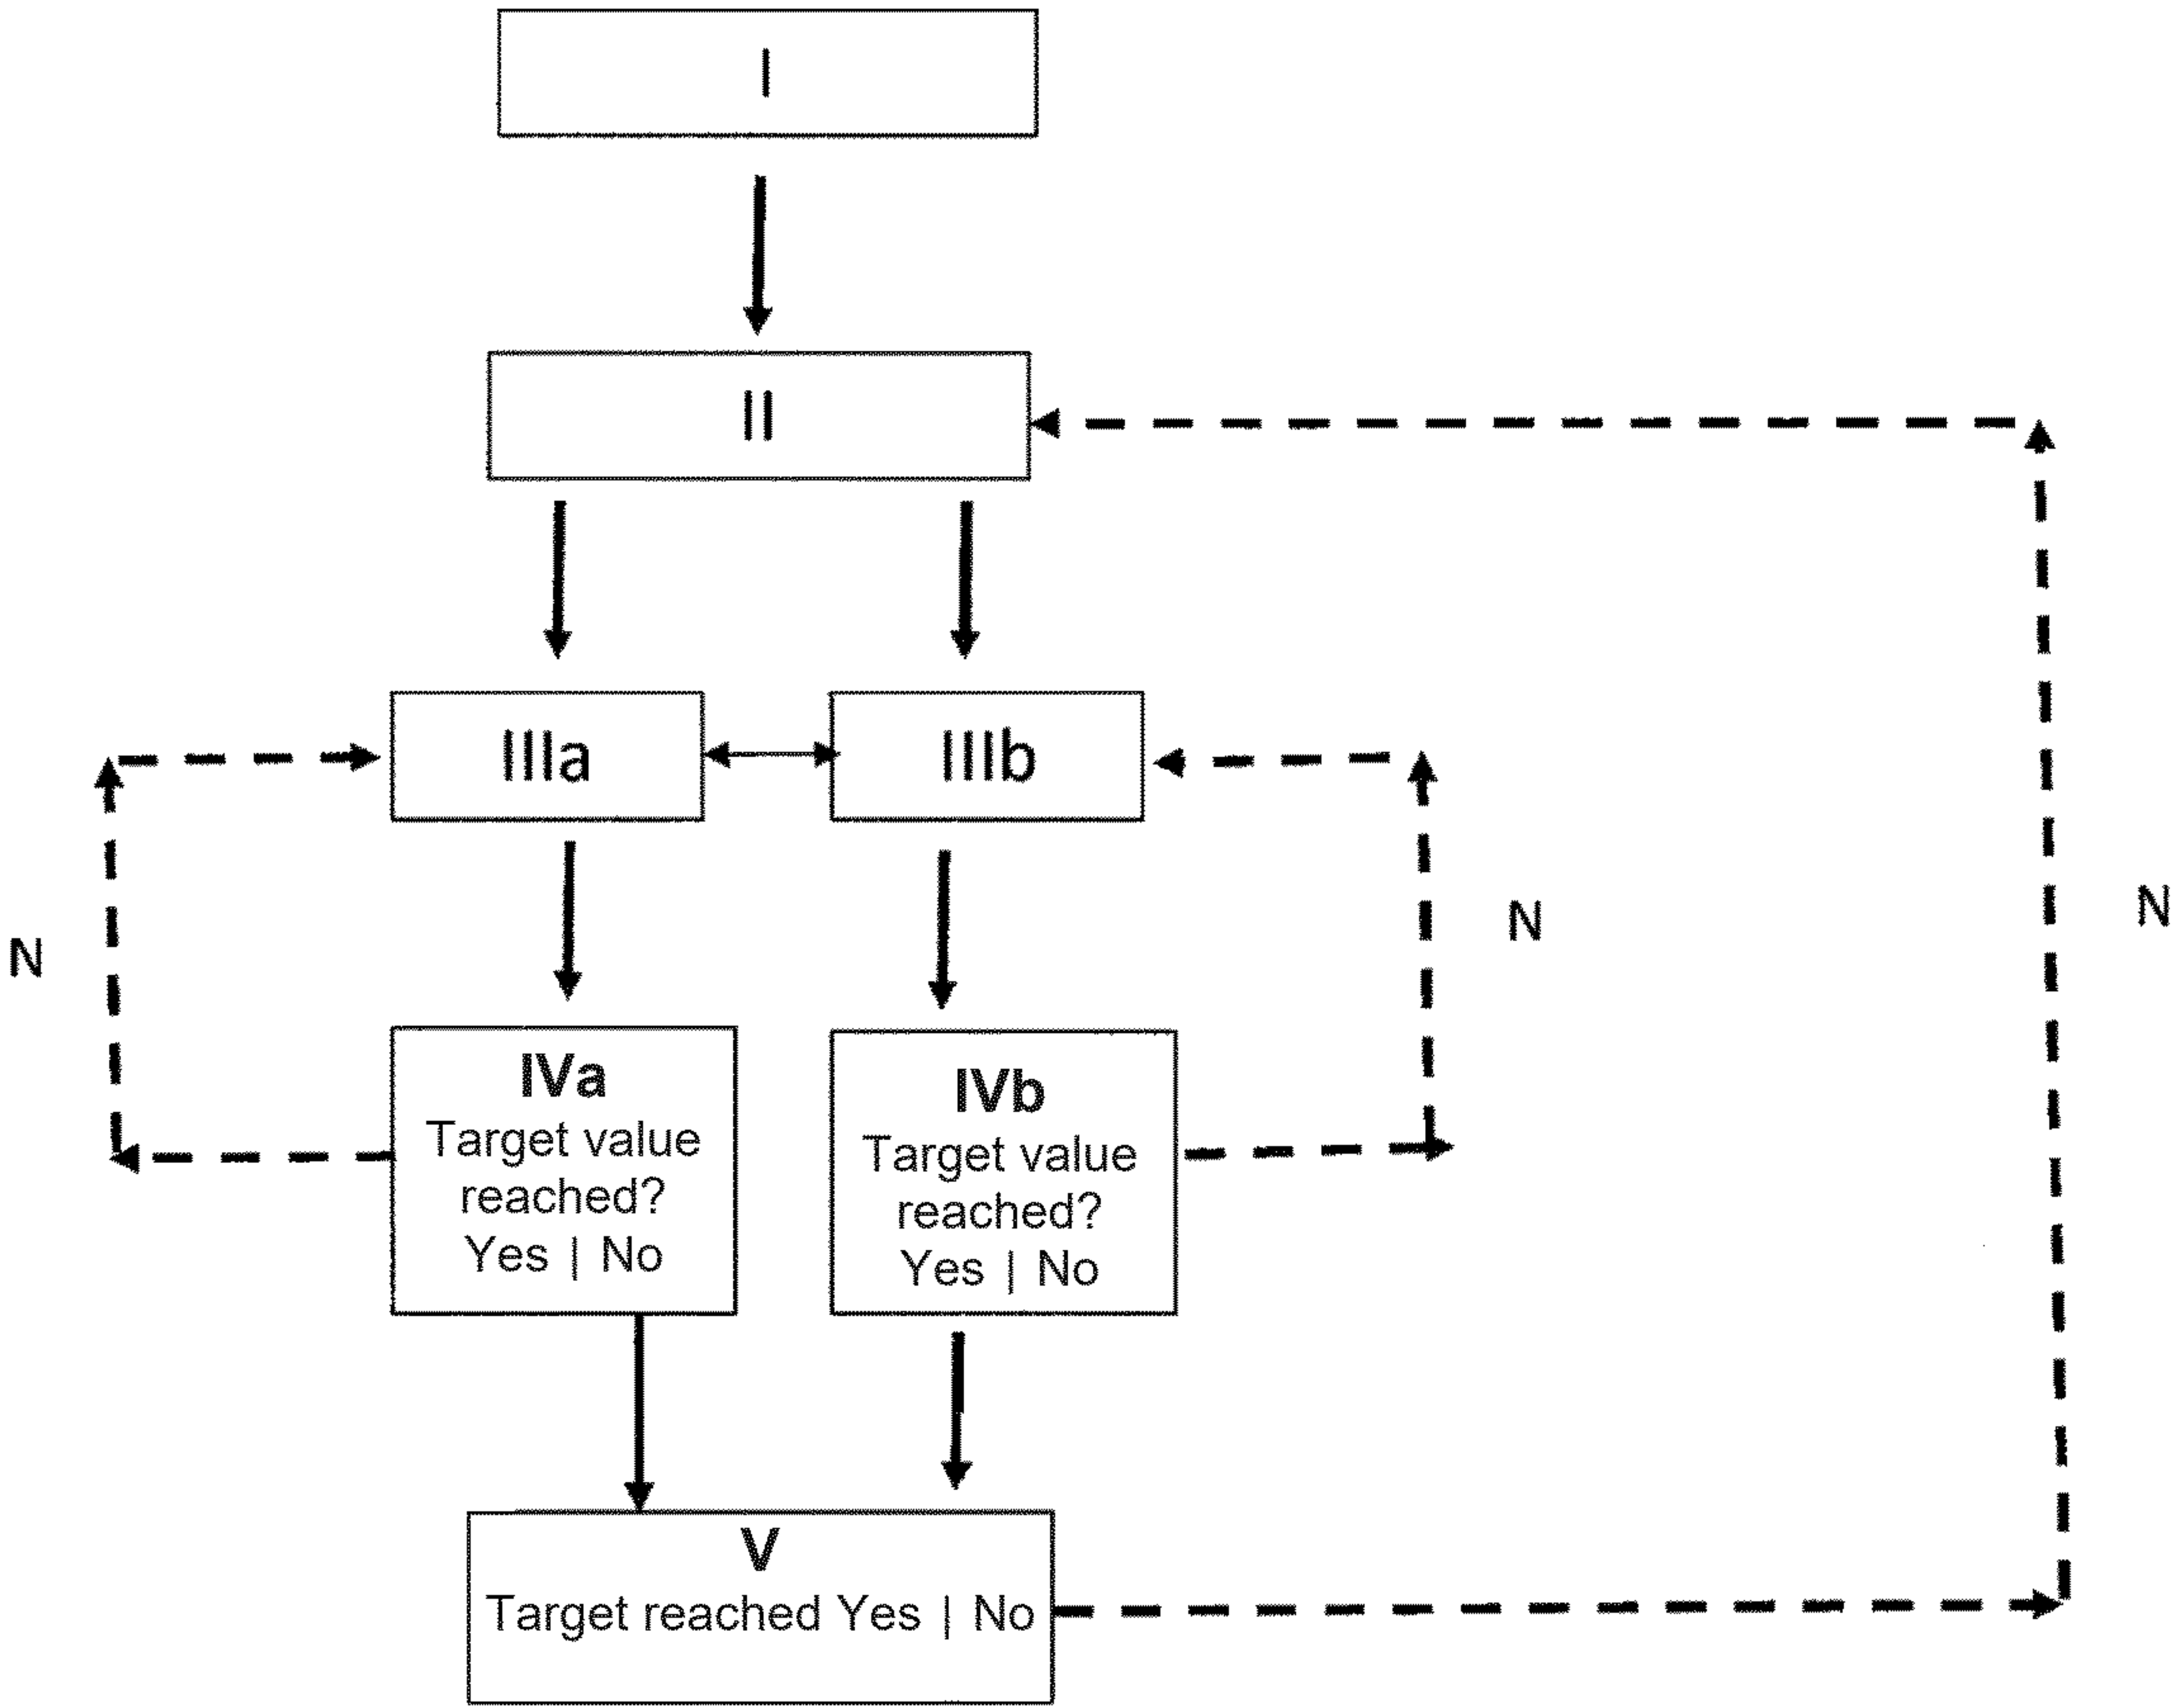 I
II
IIIa
IIIb
N
N
N
IVa
Target value
reached?
Yes | No
IVb
Target value
reached?
Yes | No
V
Target reached Yes | No